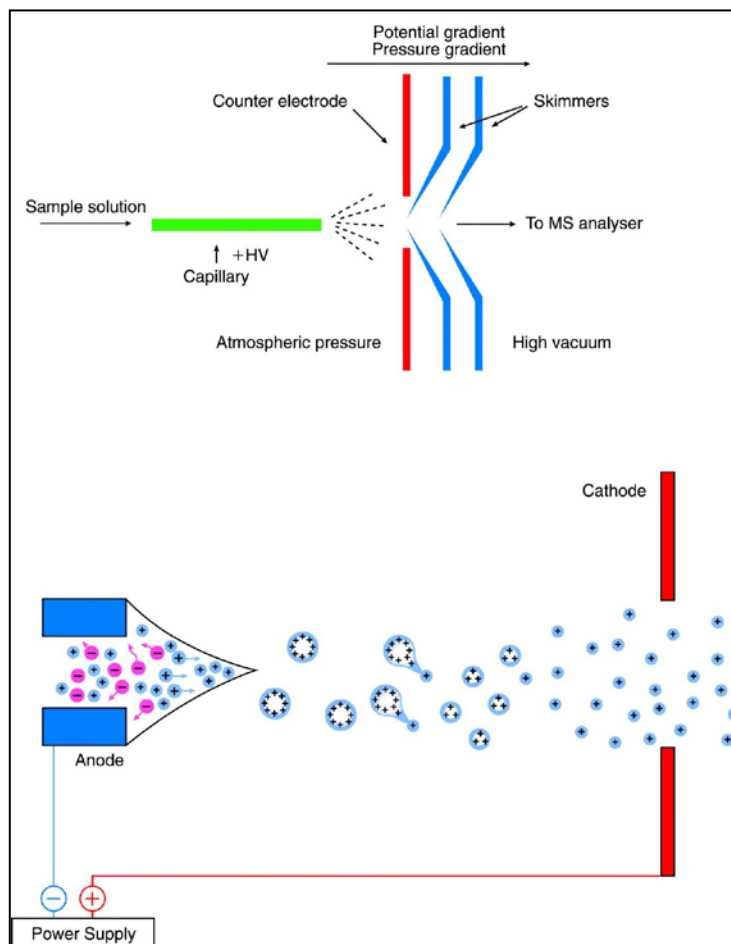 Potential gradient
Pressure gradient
Counter electrode
Skimmers
Sample solution
To MS analyser
+HV
Capillary
Atmospheric pressure
High vacuum
Cathode
Anode
− +
Power Supply